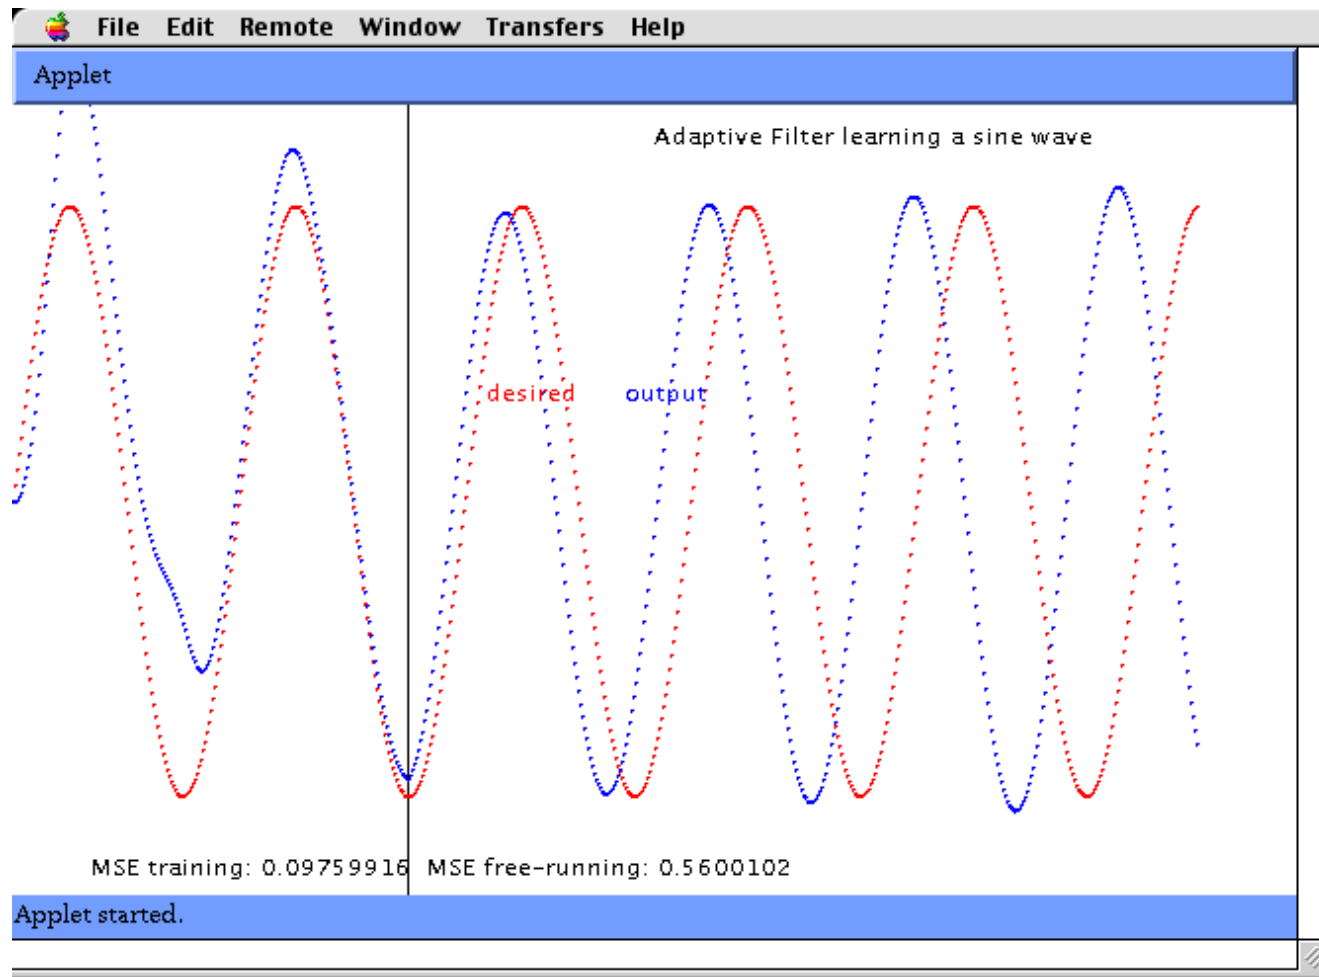 File Edit Remote Window Transfers Help
Applet
Adaptive Filter learning a sine wave
desired output
MSE training: 0.09759916 MSE free-running: 0.5600102
Applet started.